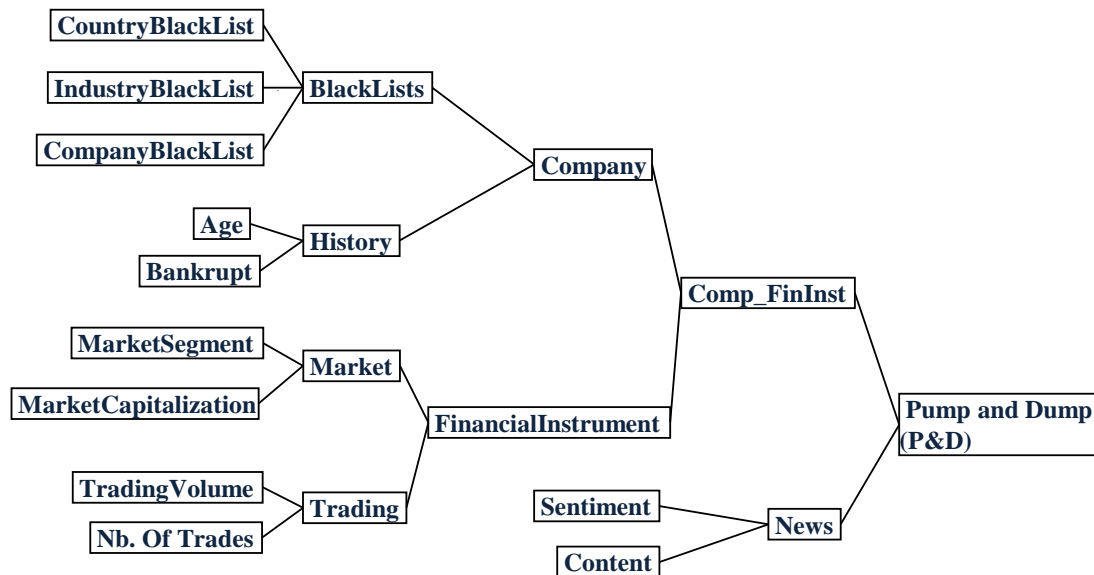 CountryBlackList
IndustryBlackList
BlackLists
CompanyBlackList
Company
Age
History
Bankrupt
Comp_FinInst
MarketSegment
Market
MarketCapitalization
FinancialInstrument
Pump and Dump
(P&D)
TradingVolume
Trading
Nb. Of Trades
Sentiment
News
Content